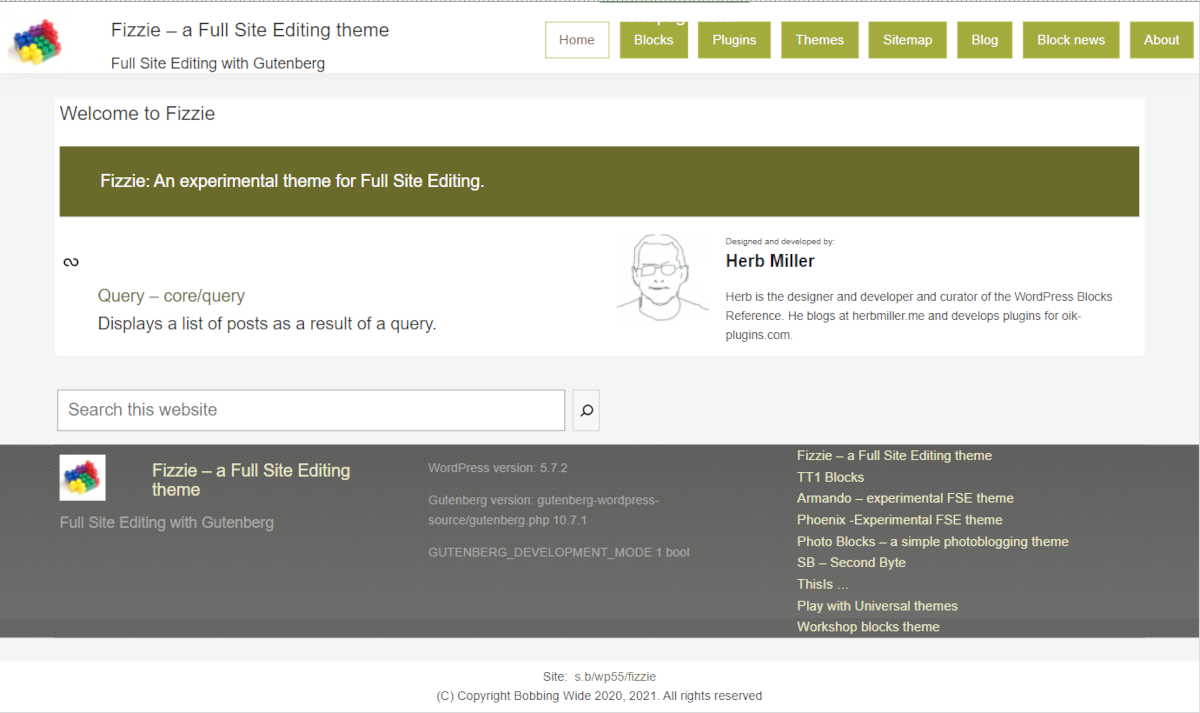 Fizzie – a Full Site Editing theme
Full Site Editing with Gutenberg
Home
Blocks
Plugins
Themes
Sitemap
Blog
Block news
About
Welcome to Fizzie
Fizzie: An experimental theme for Full Site Editing.
Query – core/query
Displays a list of posts as a result of a query.
Designed and developed by:
Herb Miller
Herb is the designer and developer and curator of the WordPress Blocks
Reference. He blogs at herbmiller.me and develops plugins for oik-
plugins.com.
Search this website
Fizzie – a Full Site Editing
theme
Full Site Editing with Gutenberg
WordPress version: 5.7.2
Gutenberg version: gutenberg-wordpress-
source/gutenberg.php 10.7.1
GUTENBERG_DEVELOPMENT_MODE 1 bool
Fizzie – a Full Site Editing theme
TT1 Blocks
Armando – experimental FSE theme
Phoenix -Experimental FSE theme
Photo Blocks – a simple photoblogging theme
SB – Second Byte
ThisIs …
Play with Universal themes
Workshop blocks theme
Site: s.b/wp55/fizzie
(C) Copyright Bobbing Wide 2020, 2021. All rights reserved